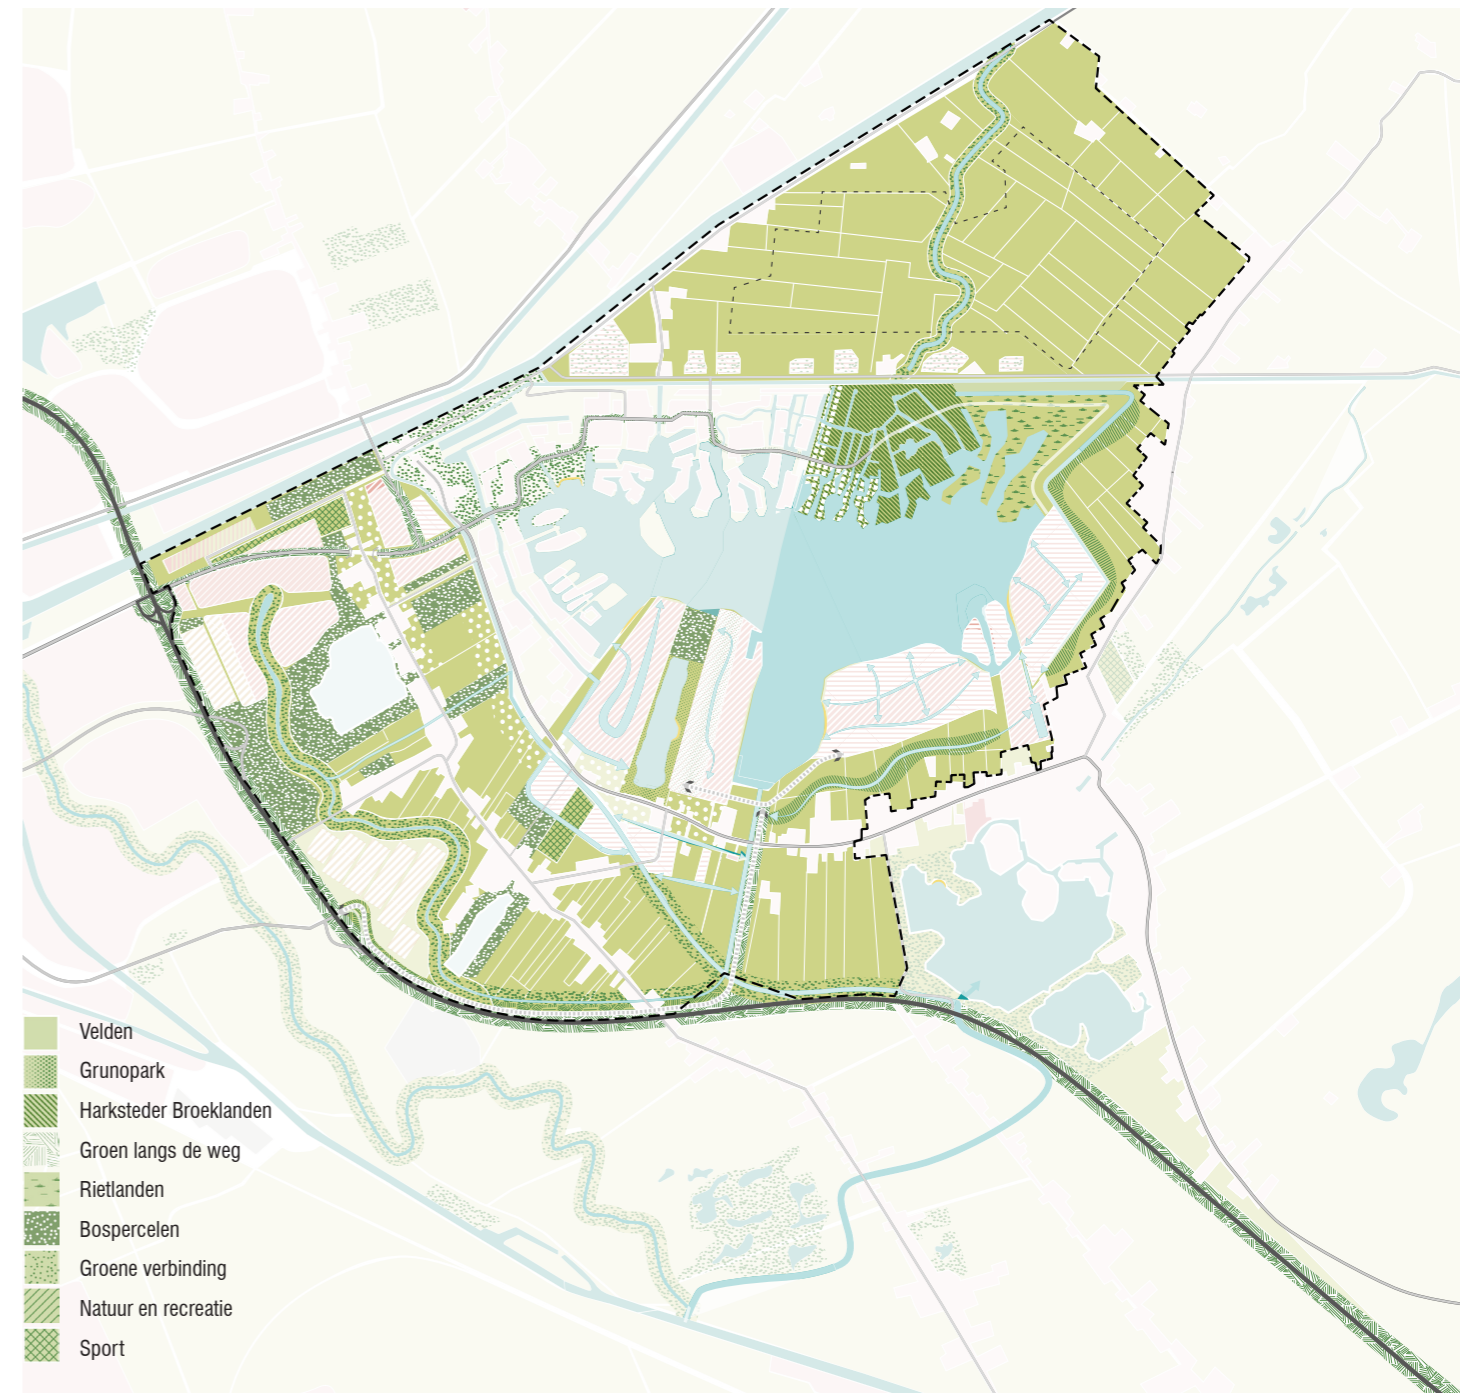 Velden
Grunopark
Harksteder Broeklanden
Groen langs de weg
Rietlanden
Bospercelen
Groene verbinding
Natuur en recreatie
Sport